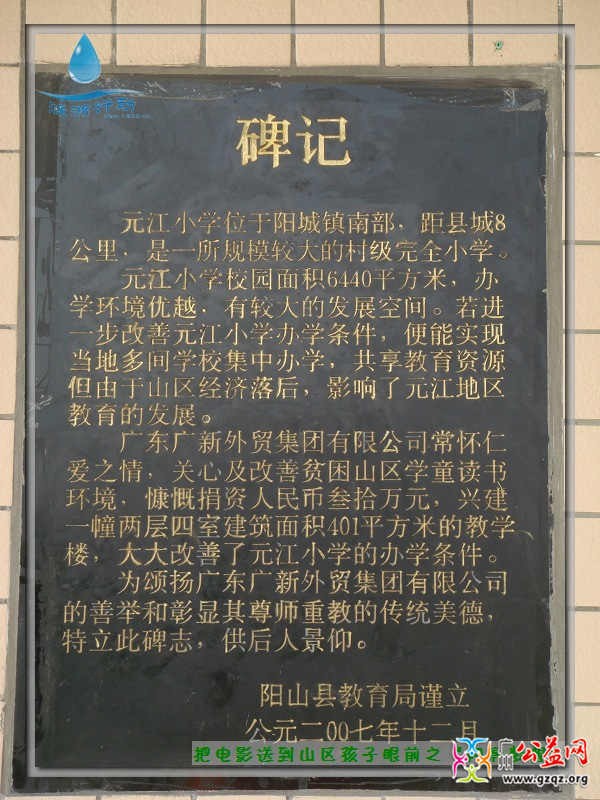 碑记
元江小学位于阳城镇南部，距县城8
公里，是一所规模较大的村级完全小学。
元江小学校园面积6440平方米，办
学环境优越，有较大的发展空间。若进
一步改善元江小学办学条件，便能实现
当地多间学校集中办学，共享教育资源
但由于山区经济落后，影响了元江地区
教育的发展。
广东广新外贸集团有限公司常怀仁
爱之情，关心及改善贫困山区学童读书
环境，慷慨捐资人民币叁拾万元，兴建
一幢两层四室建筑面积401平方米的教学
楼，大大改善了元江小学的办学条件。
为颂扬广东广新外贸集团有限公司
的善举和彰显其尊师重教的传统美德，
特立此碑志，供后人景仰。
阳山县教育局谨立
公元二00七年十二月
把电影送到山区孩子眼前之
广州公益网
www.gzqz.org